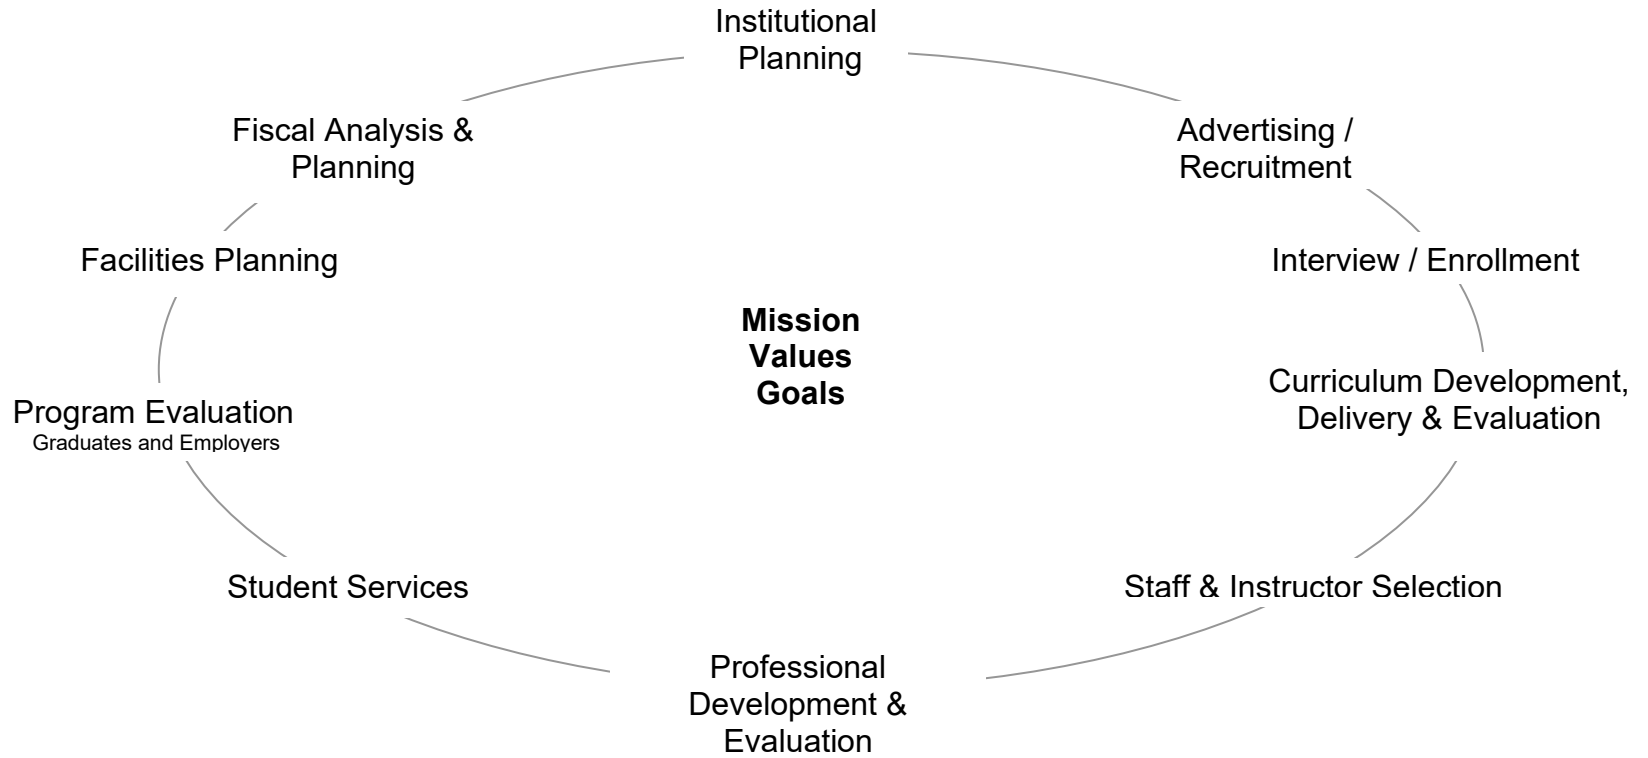 Institutional
Planning
Fiscal Analysis &
Planning
Advertising /
Recruitment
Facilities Planning
Interview / Enrollment
Mission
Values
Goals
Curriculum Development,
Delivery & Evaluation
Program Evaluation
Graduates and Employers
Student Services
Staff & Instructor Selection
Professional
Development &
Evaluation